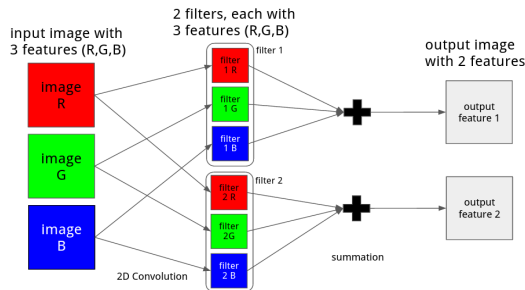 input image with
3 features (R,G,B)
2 filters, each with
3 features (R,G,B)
output image
with 2 features
image
R
image
G
image
B
filter 1
filter
1 R
filter
1 G
filter
1 B
filter 2
filter
2 R
filter
2G
filter
2 B
2D Convolution
summation
output
feature 1
output
feature 2